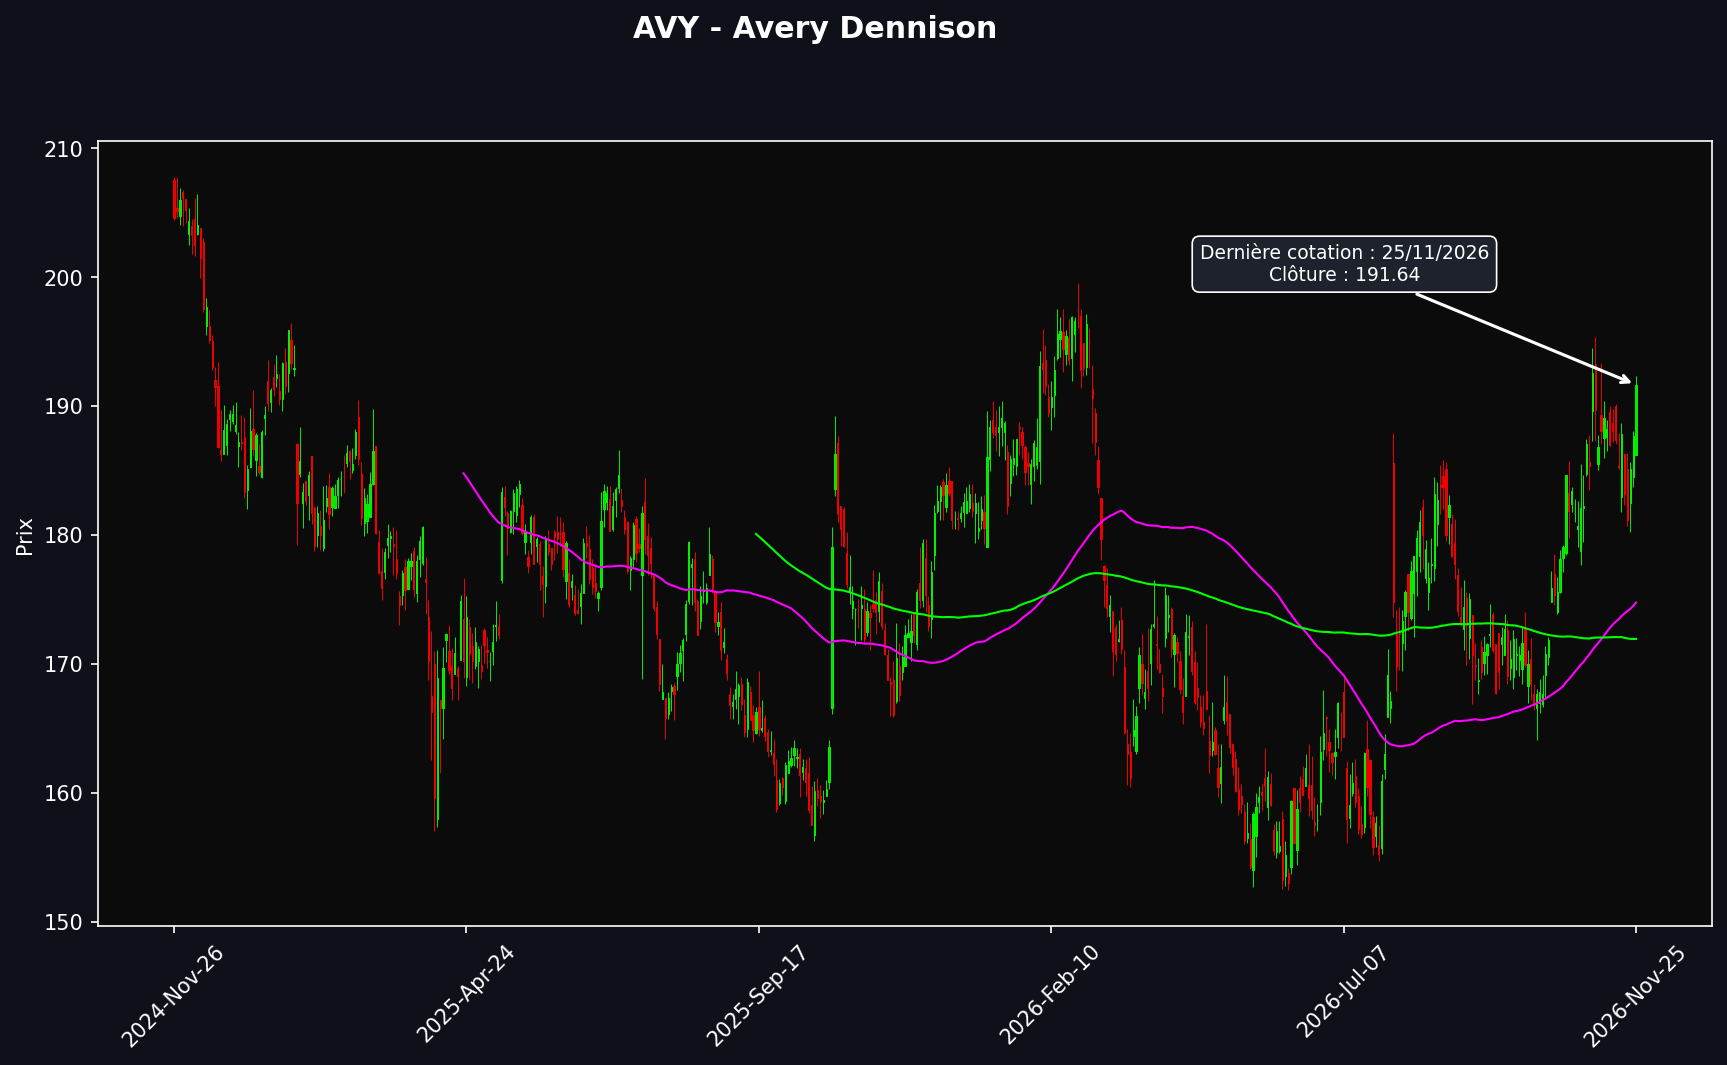 AVY - Avery Dennison
210
200
190
180
170
160
150
Prix
Dernière cotation : 25/11/2026
Clôture : 191.64
2024-Nov-26
2025-Apr-24
2025-Sep-17
2026-Feb-10
2026-Jul-07
2026-Nov-25